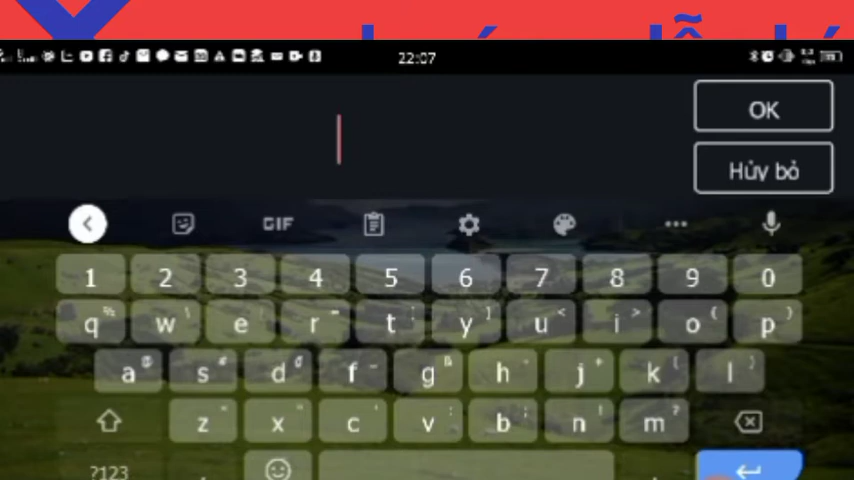 22:07
OK
Hủy bỏ
GIF
1 2 3 4 5 6 7 8 9 0
q w e r t y u i o p
a s d f g h j k l
z x c v b n m
?123